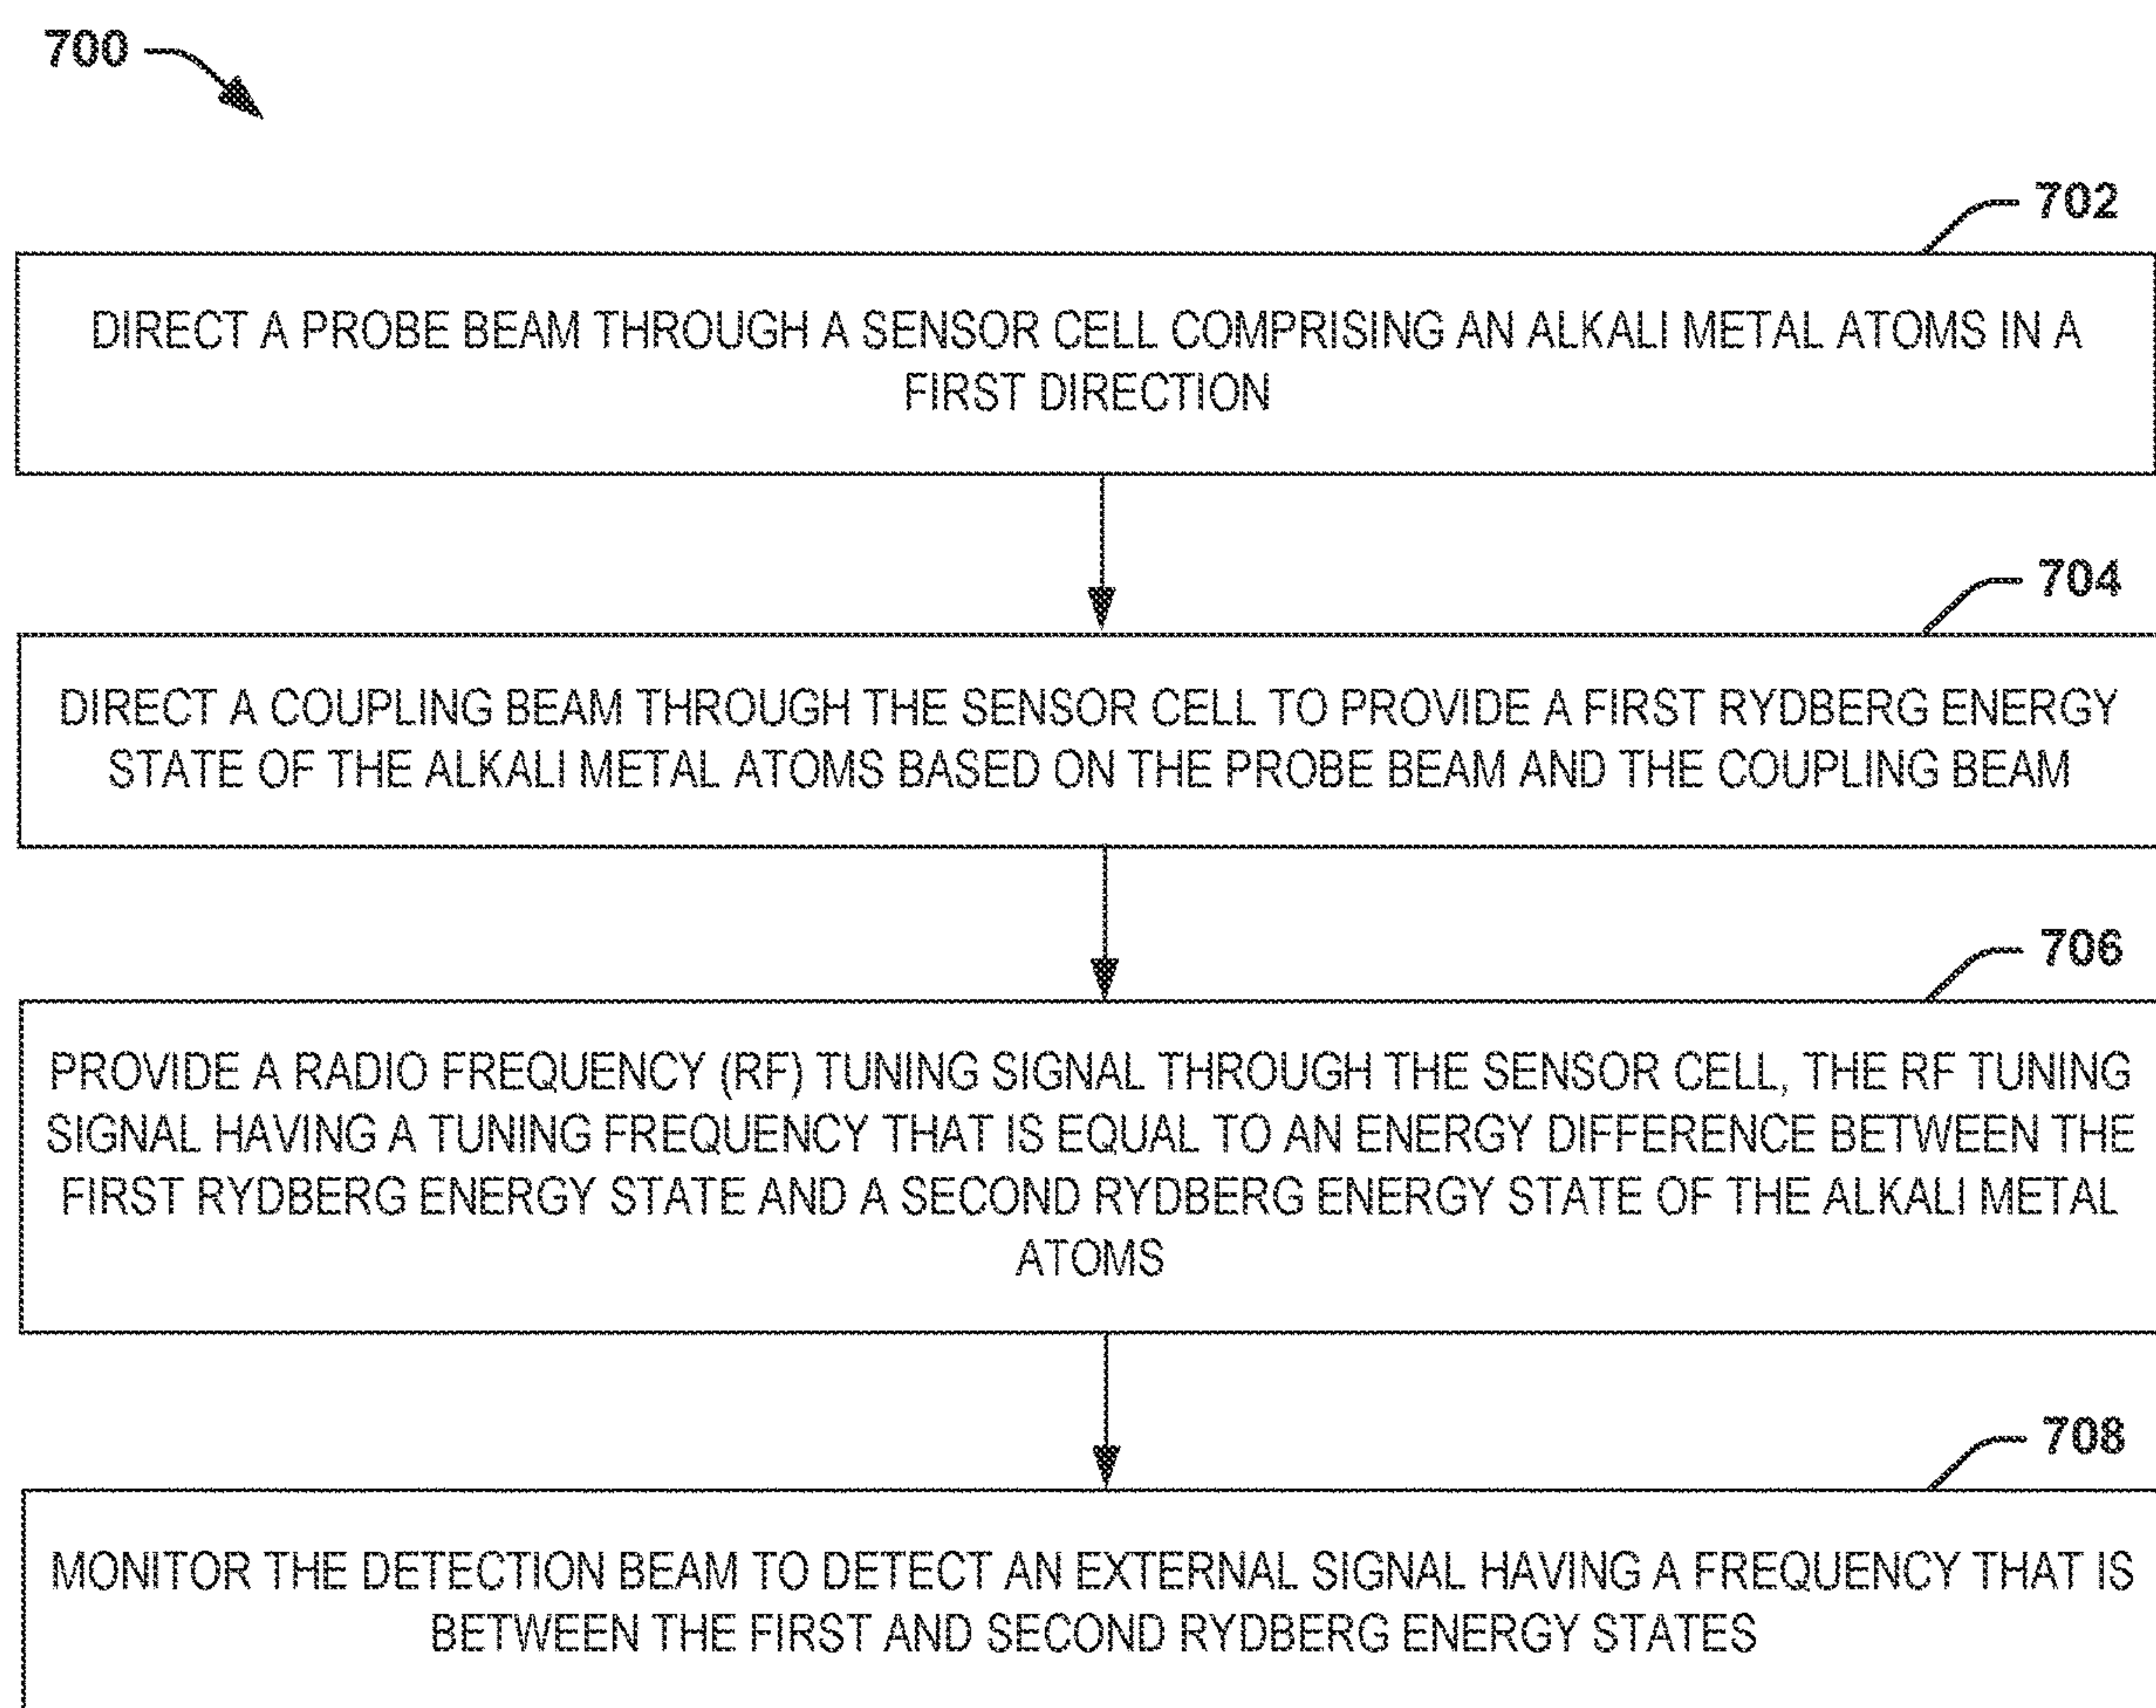 700
702
DIRECT A PROBE BEAM THROUGH A SENSOR CELL COMPRISING AN ALKALI METAL ATOMS IN A
FIRST DIRECTION
704
DIRECT A COUPLING BEAM THROUGH THE SENSOR CELL TO PROVIDE A FIRST RYDBERG ENERGY
STATE OF THE ALKALI METAL ATOMS BASED ON THE PROBE BEAM AND THE COUPLING BEAM
706
PROVIDE A RADIO FREQUENCY (RF) TUNING SIGNAL THROUGH THE SENSOR CELL, THE RF TUNING
SIGNAL HAVING A TUNING FREQUENCY THAT IS EQUAL TO AN ENERGY DIFFERENCE BETWEEN THE
FIRST RYDBERG ENERGY STATE AND A SECOND RYDBERG ENERGY STATE OF THE ALKALI METAL
ATOMS
708
MONITOR THE DETECTION BEAM TO DETECT AN EXTERNAL SIGNAL HAVING A FREQUENCY THAT IS
BETWEEN THE FIRST AND SECOND RYDBERG ENERGY STATES